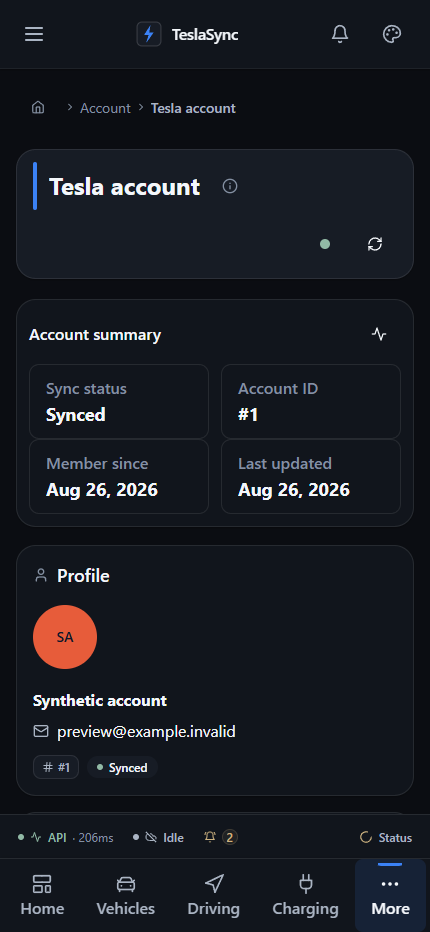 TeslaSync
Account Tesla account
Tesla account
Account summary
Sync status
Synced
Account ID
#1
Member since
Aug 26, 2026
Last updated
Aug 26, 2026
Profile
SA
Synthetic account
preview@example.invalid
#1 Synced
API · 206ms Idle 2 Status
Home Vehicles Driving Charging More